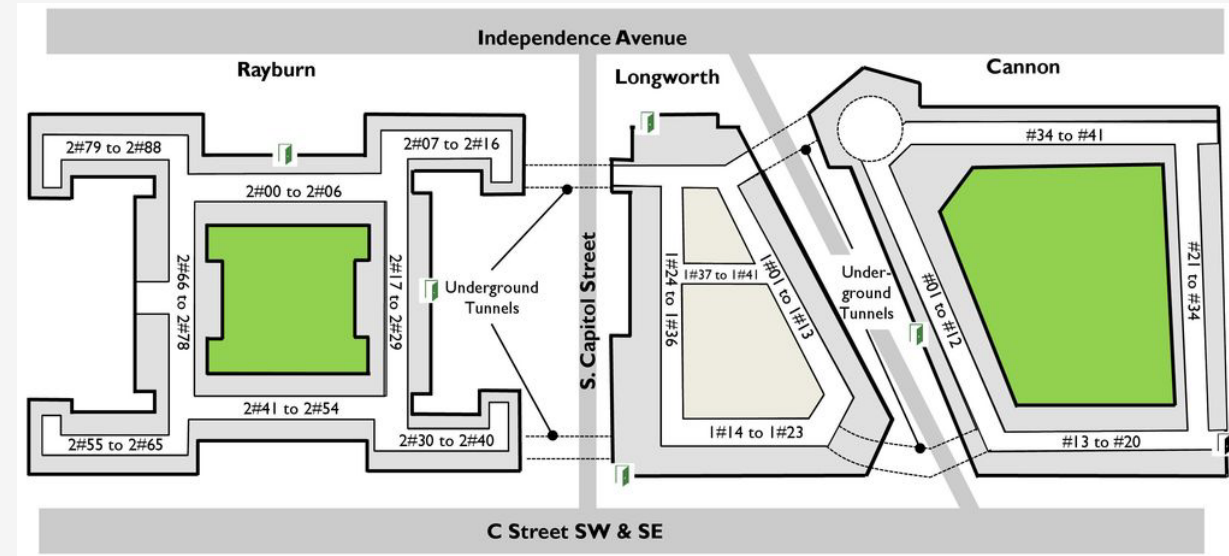 Independence Avenue
Rayburn
Longworth
Cannon
2#79 to 2#88
2#07 to 2#16
#34 to #41
2#00 to 2#06
2#66 to 2#78
2#17 to 2#29
Underground
Tunnels
S. Capitol Street
1#24 to 1#36
1#37 to 1#41
1#01 to 1#13
Under-
ground
Tunnels
#01 to #12
#21 to #34
2#41 to 2#54
2#55 to 2#65
2#30 to 2#40
1#14 to 1#23
#13 to #20
C Street SW & SE